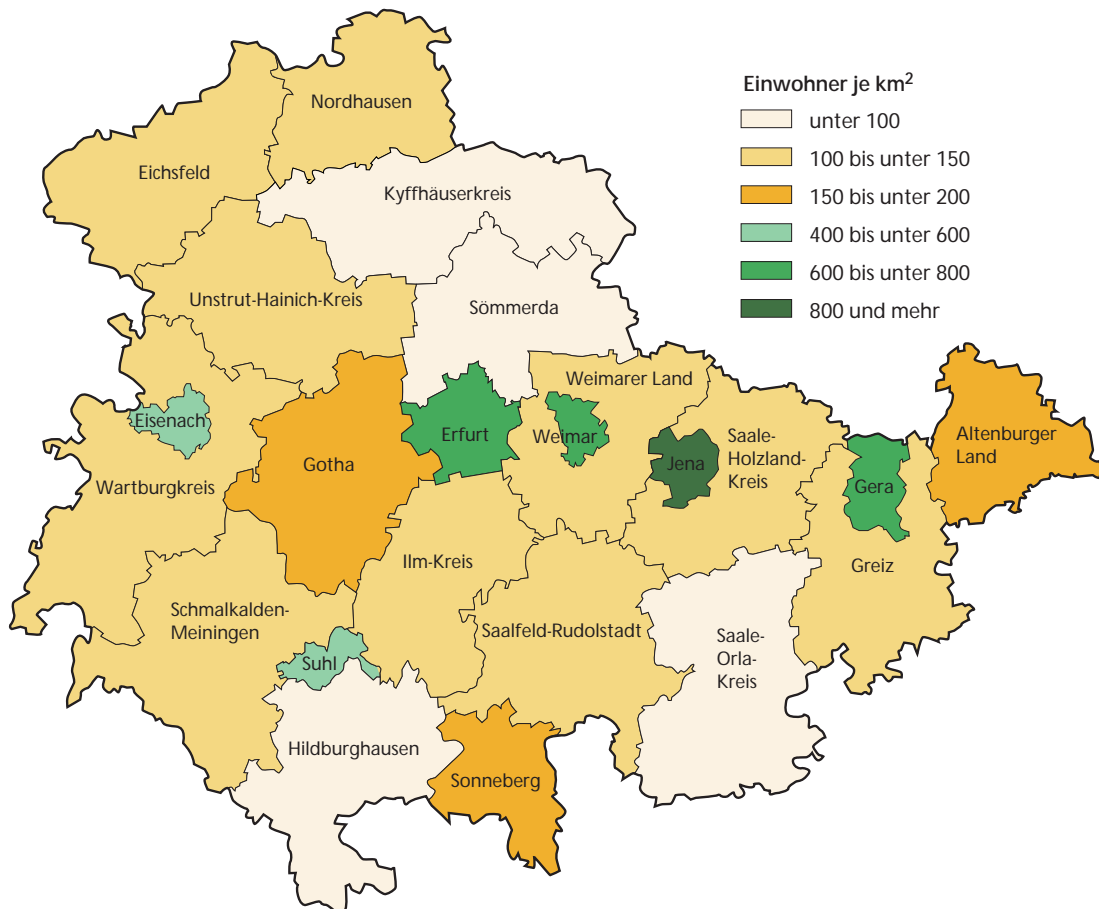 Einwohner je km²
unter 100
100 bis unter 150
150 bis unter 200
400 bis unter 600
600 bis unter 800
800 und mehr
Nordhausen
Eichsfeld
Kyffhäuserkreis
Unstrut-Hainich-Kreis
Sömmerda
Weimarer Land
Eisenach
Erfurt
Weimar
Altenburger
Land
Gotha
Jena
Saale-
Holzland-
Kreis
Wartburgkreis
Gera
Ilm-Kreis
Greiz
Schmalkalden-
Meiningen
Saalfeld-Rudolstadt
Saale-
Orla-
Kreis
Suhl
Hildburghausen
Sonneberg